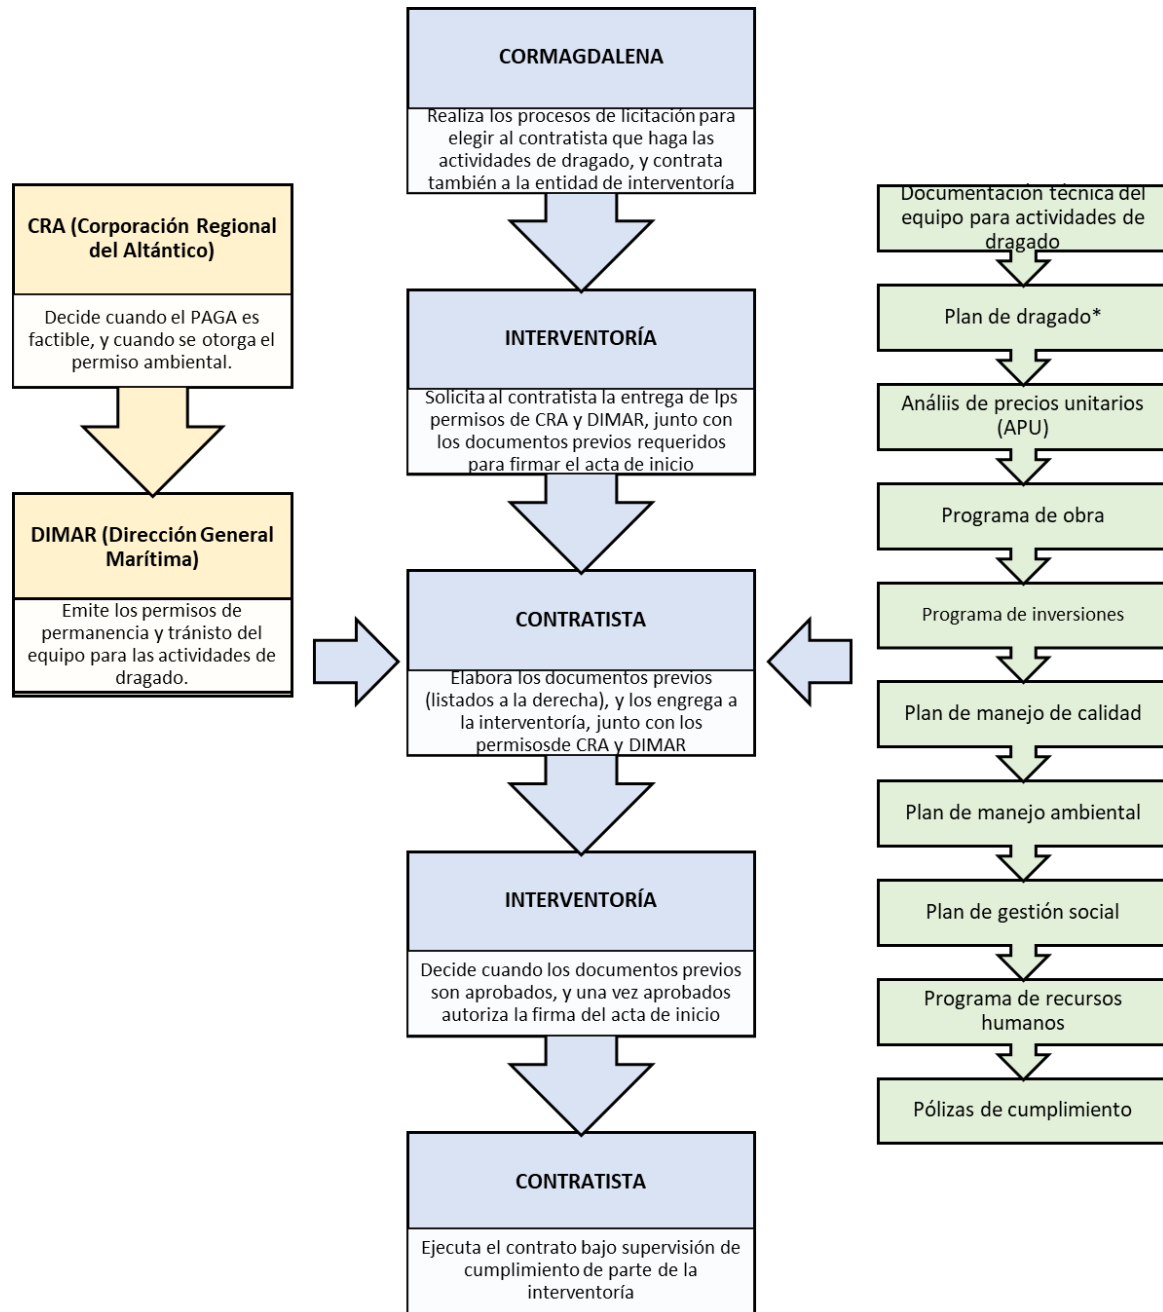 CORMAGDALENA
Realiza los procesos de licitación para
elegir al contratista que haga las
actividades de dragado, y contrata
también a la entidad de interventoría
CRA (Corporación Regional
del Altántico)
Decide cuando el PAGA es
factible, y cuando se otorga el
permiso ambiental.
DIMAR (Dirección General
Marítima)
Emite los permisos de
permanencia y tránisto del
equipo para las actividades de
dragado.
INTERVENTORÍA
Solicita al contratista la entrega de lps
permisos de CRA y DIMAR, junto con
los documentos previos requeridos
para firmar el acta de inicio
CONTRATISTA
Elabora los documentos previos
(listados a la derecha), y los engrega a
la interventoría, junto con los
permisosde CRA y DIMAR
INTERVENTORÍA
Decide cuando los documentos previos
son aprobados, y una vez aprobados
autoriza la firma del acta de inicio
CONTRATISTA
Ejecuta el contrato bajo supervisión de
cumplimiento de parte de la
interventoría
Documentación técnica del
equipo para actividades de
dragado
Plan de dragado*
Análiis de precios unitarios
(APU)
Programa de obra
Programa de inversiones
Plan de manejo de calidad
Plan de manejo ambiental
Plan de gestión social
Programa de recursos
humanos
Pólizas de cumplimiento